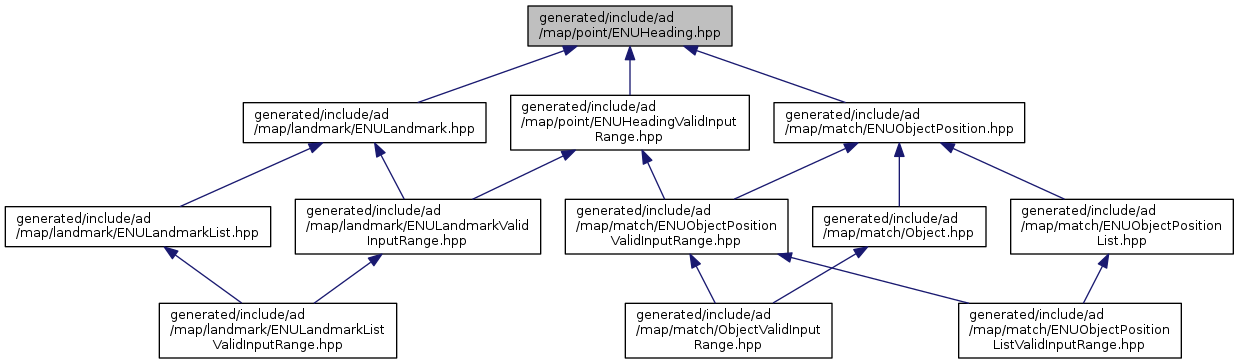 generated/include/ad
/map/point/ENUHeading.hpp
generated/include/ad
/map/landmark/ENULandmark.hpp
generated/include/ad
/map/point/ENUHeadingValidInput
Range.hpp
generated/include/ad
/map/match/ENUObjectPosition.hpp
generated/include/ad
/map/landmark/ENULandmarkList.hpp
generated/include/ad
/map/landmark/ENULandmarkValid
InputRange.hpp
generated/include/ad
/map/match/ENUObjectPosition
ValidInputRange.hpp
generated/include/ad
/map/match/Object.hpp
generated/include/ad
/map/match/ENUObjectPosition
List.hpp
generated/include/ad
/map/landmark/ENULandmarkList
ValidInputRange.hpp
generated/include/ad
/map/match/ObjectValidInput
Range.hpp
generated/include/ad
/map/match/ENUObjectPosition
ListValidInputRange.hpp